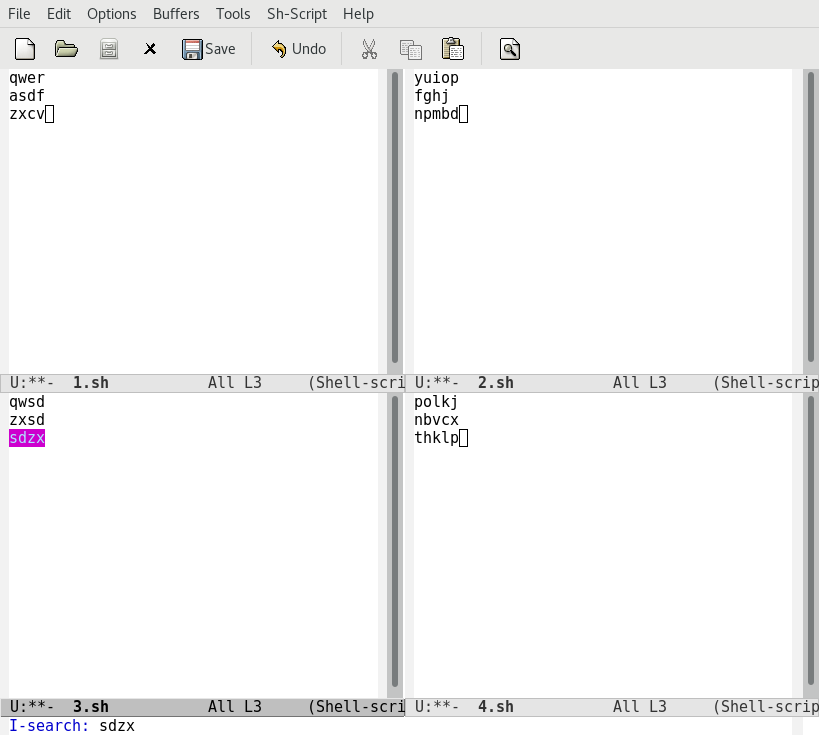 File Edit Options Buffers Tools Sh-Script Help
Save Undo
qwer
asdf
zxcv
U:**-  1.sh           All L3     (Shell-scri
yuiop
fghj
npmbd
U:**-  2.sh           All L3     (Shell-scrip
qwsd
zxsd
sdzx
U:**-  3.sh           All L3     (Shell-scri
polkj
nbvcx
thklp
U:**-  4.sh           All L3     (Shell-scrip
I-search: sdzx